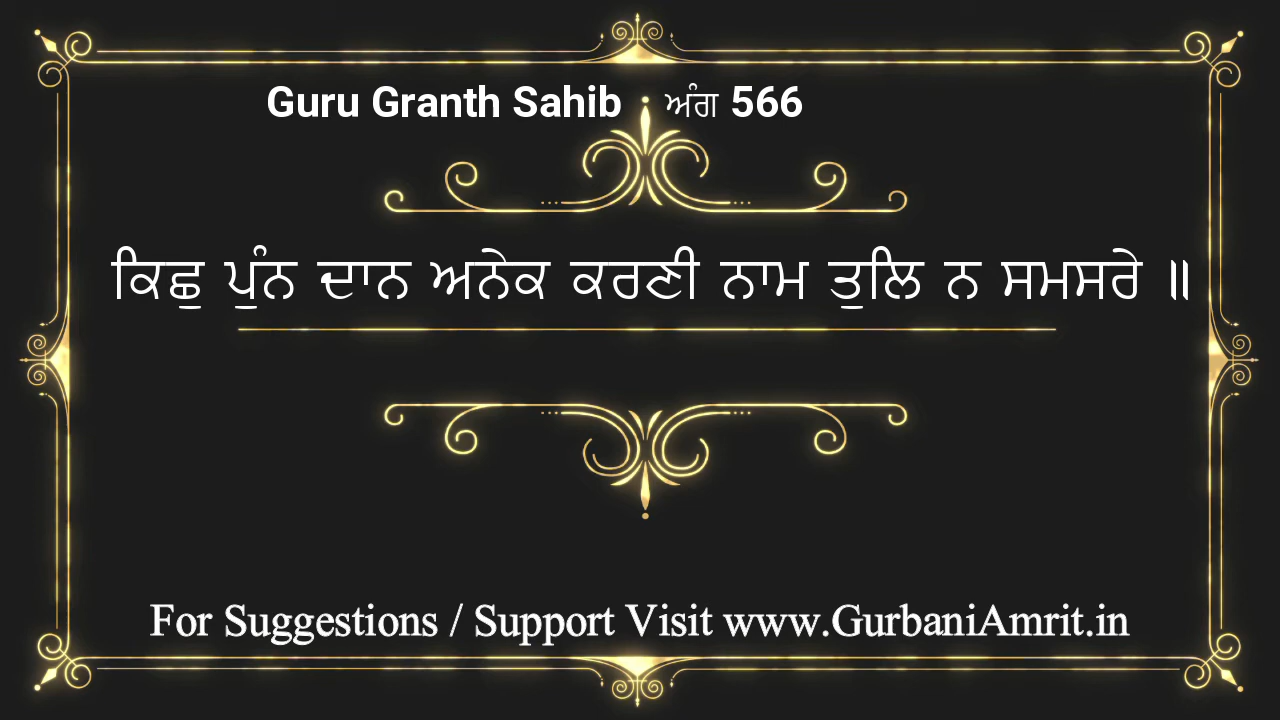 Guru Granth Sahib ਅੰਗ 566
ਕਿਛੁ ਪੁੰਨ ਦਾਨ ਅਨੇਕ ਕਰਣੀ ਨਾਮ ਤੁਲਿ ਨ ਸਮਸਰੇ ॥
For Suggestions / Support Visit www.GurbaniAmrit.in